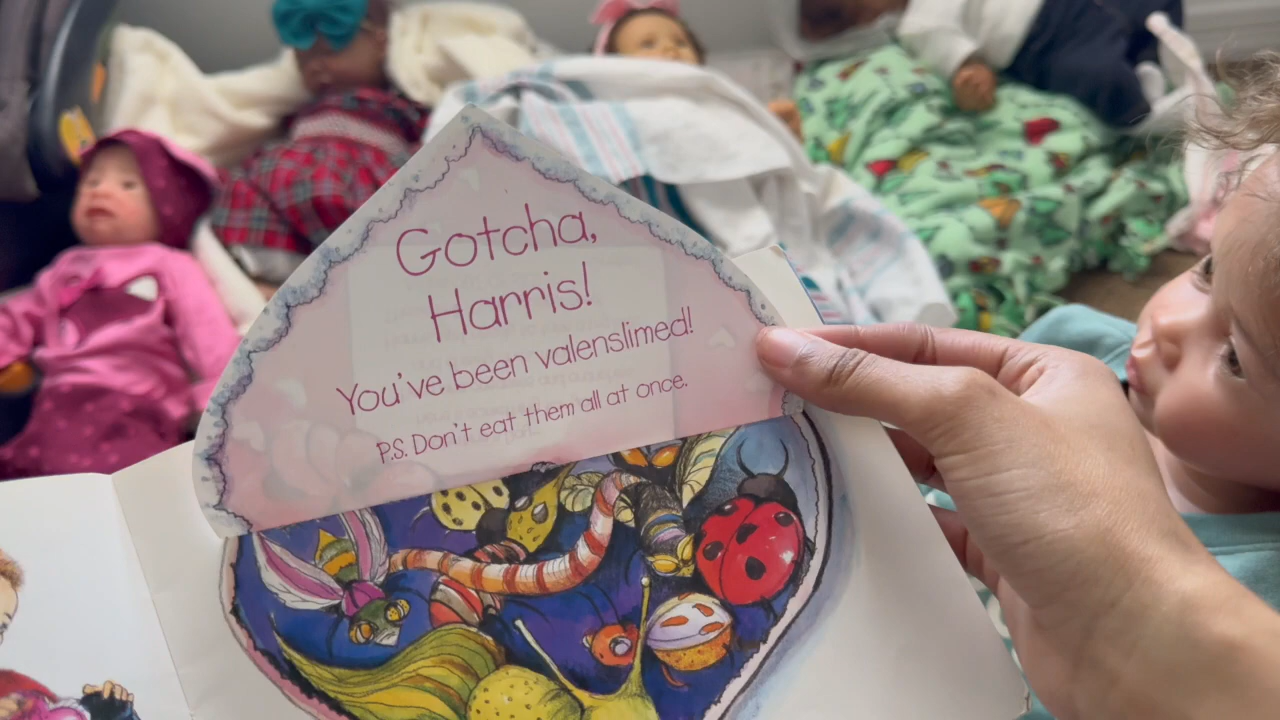 Gotcha,
Harris!
You've been valenslimed!
P.S. Don't eat them all at once.